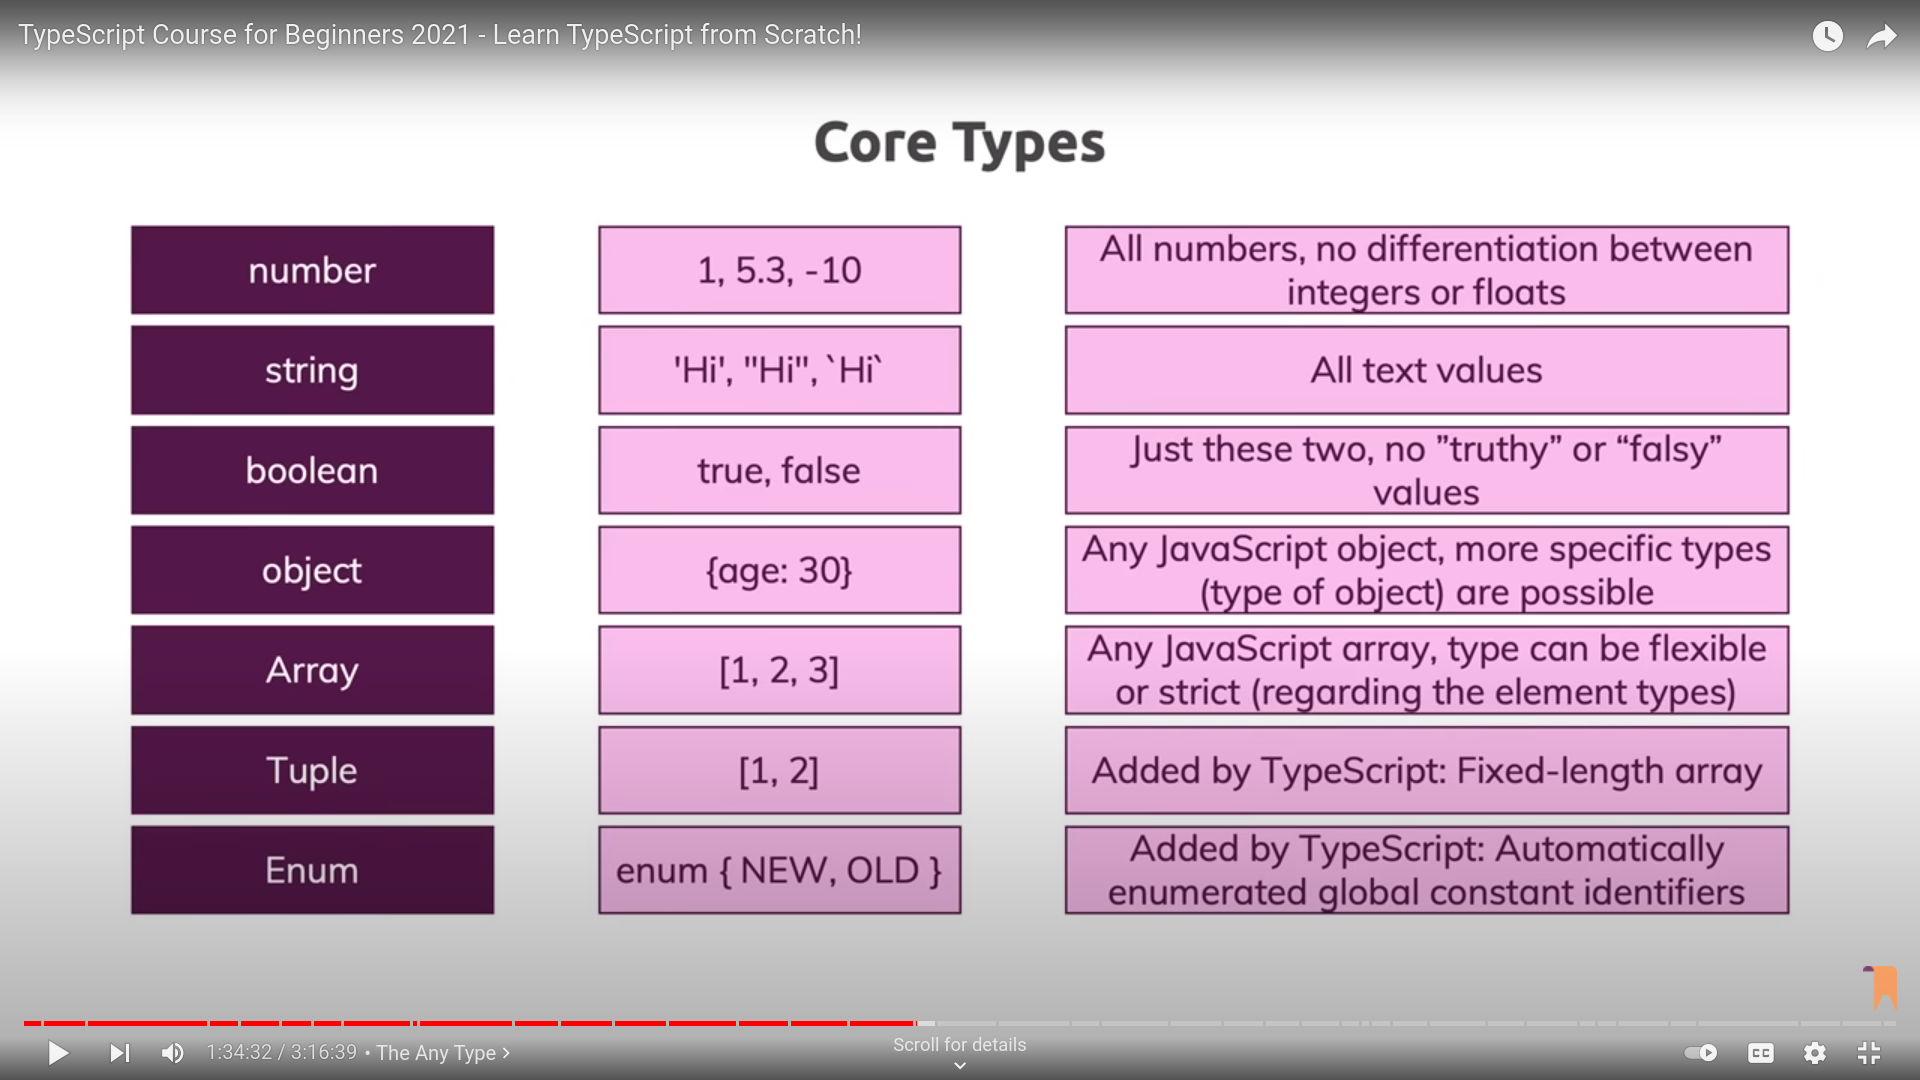 TypeScript Course for Beginners 2021 - Learn TypeScript from Scratch!
Core Types
number
1, 5.3, -10
All numbers, no differentiation between
integers or floats
string
'Hi', "Hi", `Hi`
All text values
boolean
true, false
Just these two, no ”truthy” or “falsy”
values
object
{age: 30}
Any JavaScript object, more specific types
(type of object) are possible
Array
[1, 2, 3]
Any JavaScript array, type can be flexible
or strict (regarding the element types)
Tuple
[1, 2]
Added by TypeScript: Fixed-length array
Enum
enum { NEW, OLD }
Added by TypeScript: Automatically
enumerated global constant identifiers
1:34:32 / 3:16:39 • The Any Type
Scroll for details
CC